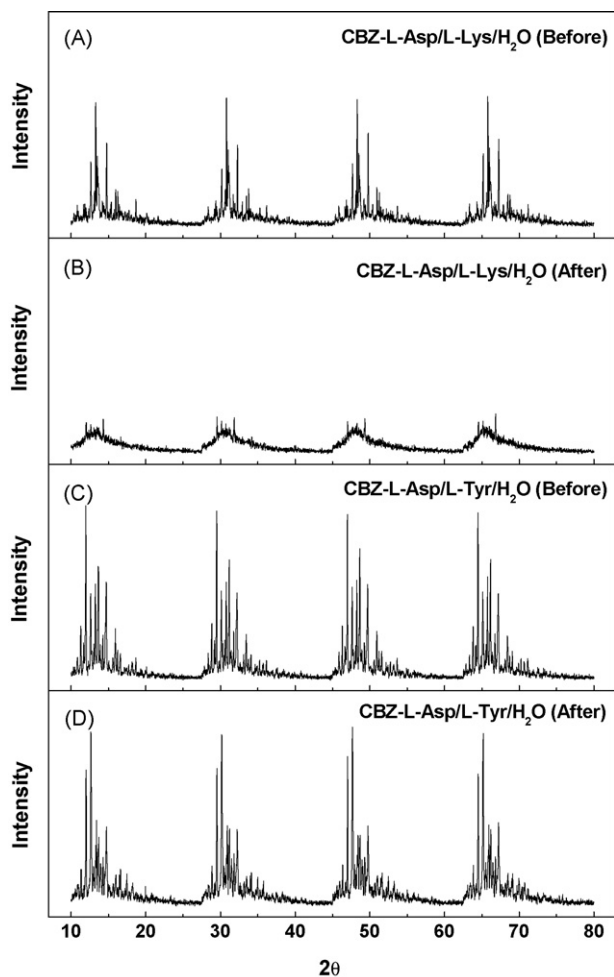 (A) CBZ-L-Asp/L-Lys/H₂O (Before)
Intensity
(B) CBZ-L-Asp/L-Lys/H₂O (After)
Intensity
(C) CBZ-L-Asp/L-Tyr/H₂O (Before)
Intensity
(D) CBZ-L-Asp/L-Tyr/H₂O (After)
Intensity
10 20 30 40 50 60 70 80
2θ